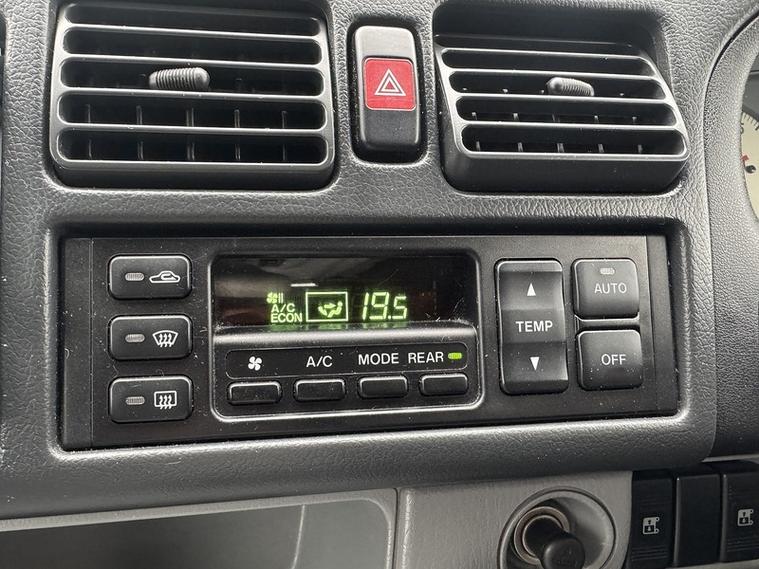 A/C
ECON
19.5
A/C MODE REAR
TEMP
AUTO
OFF